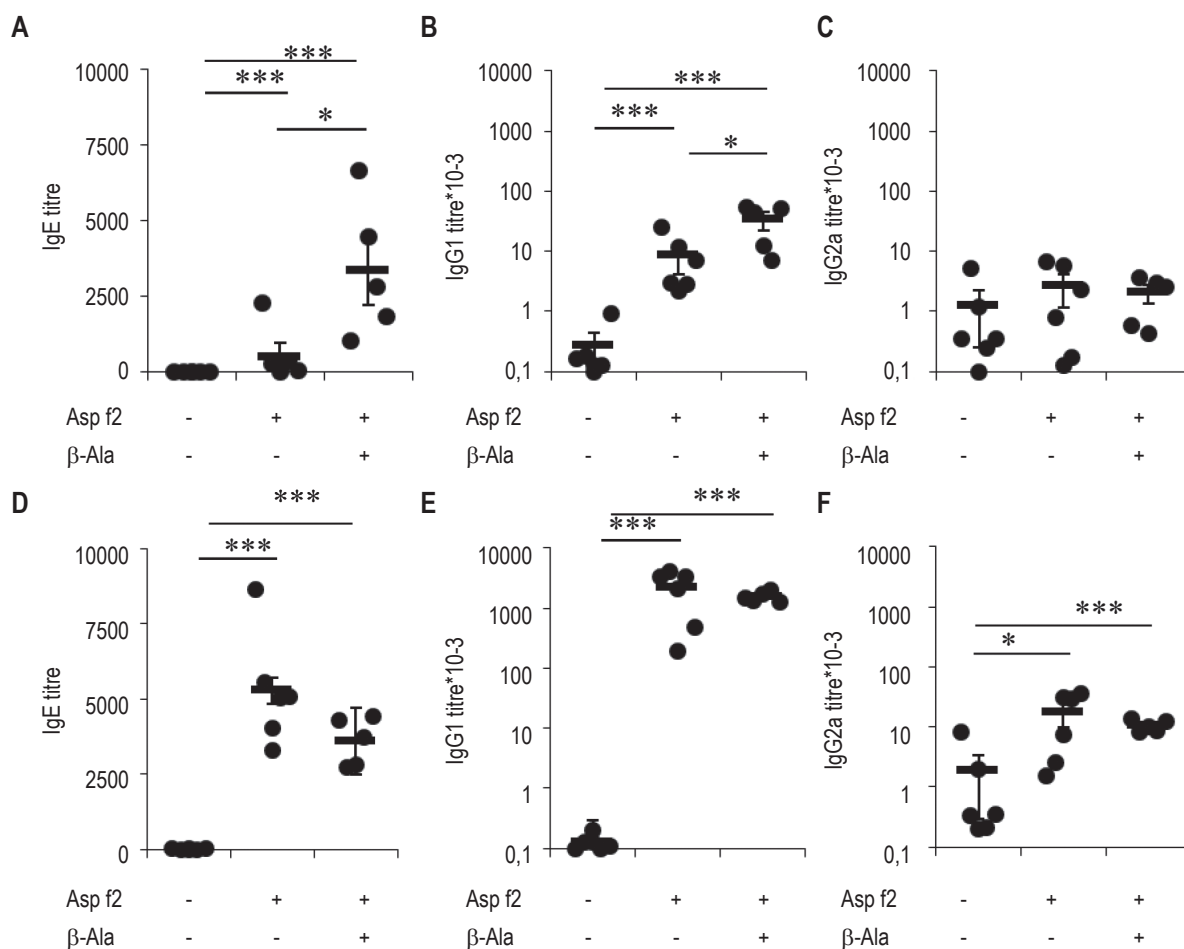 A
***
***
*
10000
7500
5000
2500
0
IgE titre
Asp f2 - + +
β-Ala - - +
B
***
***
*
10000
1000
100
10
1
0,1
IgG1 titre*10-3
Asp f2 - + +
β-Ala - - +
C
10000
1000
100
10
1
0,1
IgG2a titre*10-3
Asp f2 - + +
β-Ala - - +
D
***
***
10000
7500
5000
2500
0
IgE titre
Asp f2 - + +
β-Ala - - +
E
***
***
10000
1000
100
10
1
0,1
IgG1 titre*10-3
Asp f2 - + +
β-Ala - - +
F
***
*
10000
1000
100
10
1
0,1
IgG2a titre*10-3
Asp f2 - + +
β-Ala - - +